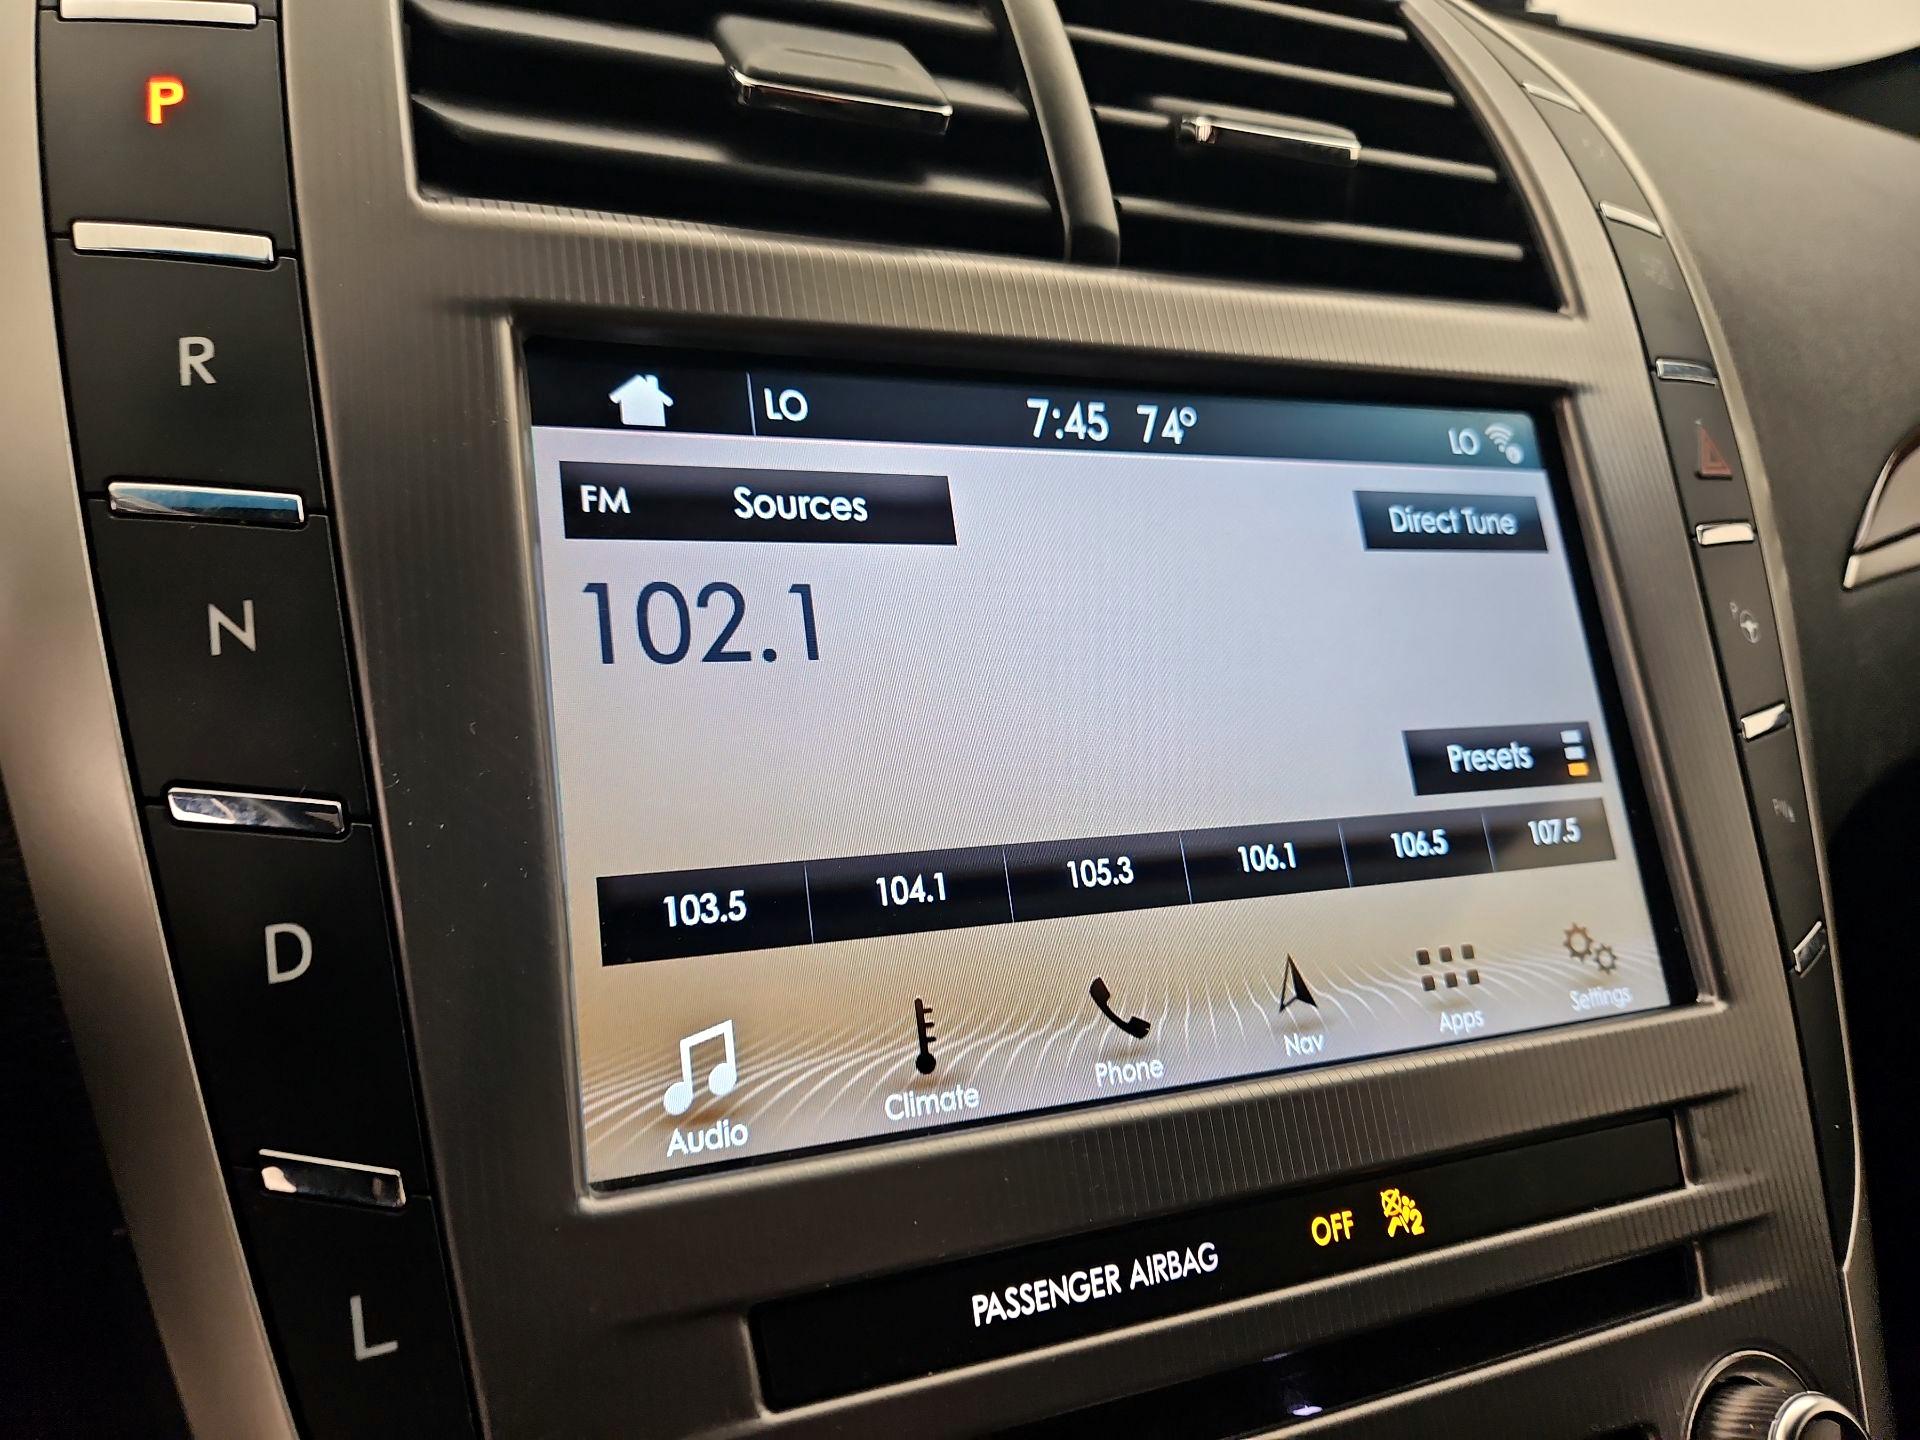 P
R
N
D
L
LO 7:45 74° LO
FM Sources Direct Tune
102.1
Presets
103.5 104.1 105.3 106.1 106.5 107.5
Audio Climate Phone Nav Apps Settings
PASSENGER AIRBAG OFF 2
P